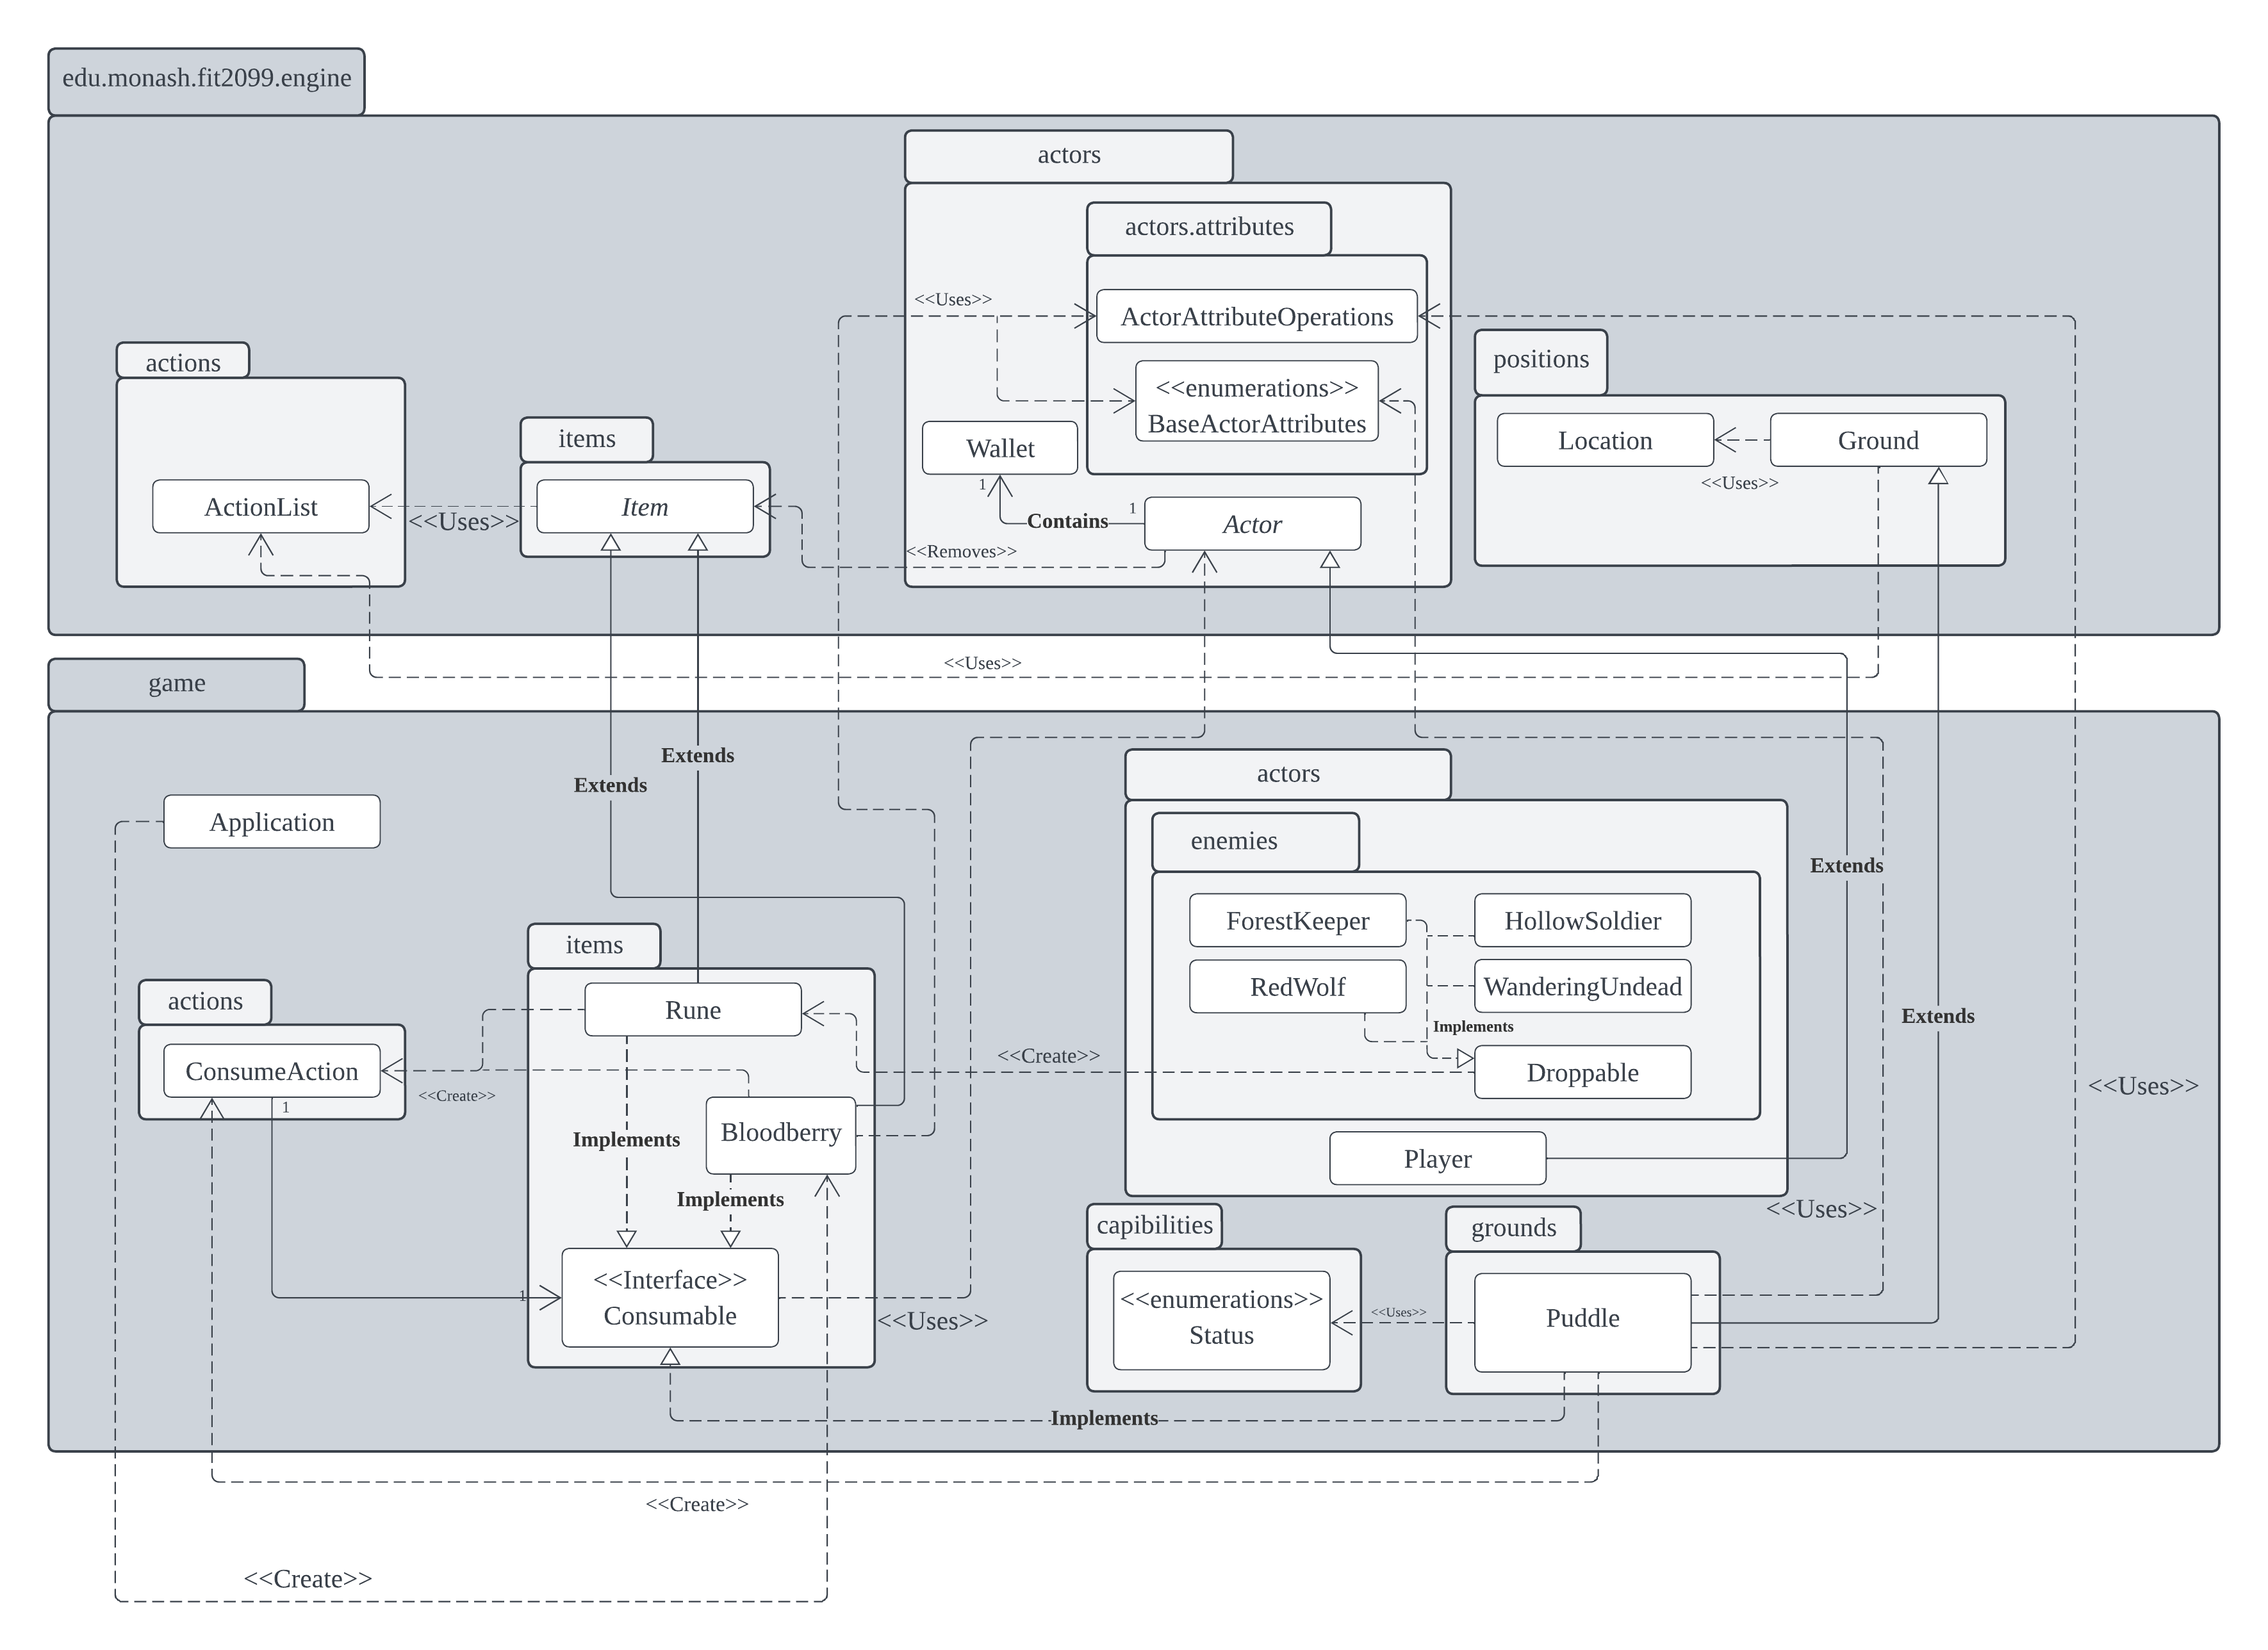 edu.monash.fit2099.engine
actors
actors.attributes
<<Uses>>
ActorAttributeOperations
actions
positions
<<enumerations>>
BaseActorAttributes
items
Wallet
Location
Ground
<<Uses>>
1
ActionList
<<Uses>>
Item
1
Contains
Actor
<<Removes>>
<<Uses>>
game
Extends
Extends
actors
Application
enemies
Extends
ForestKeeper
HollowSoldier
items
RedWolf
WanderingUndead
actions
Rune
Extends
Implements
<<Create>>
ConsumeAction
Droppable
<<Uses>>
<<Create>>
1
Bloodberry
Implements
Player
Implements
<<Uses>>
capibilities
grounds
<<Interface>>
Consumable
1
<<Uses>>
<<enumerations>>
Status
<<Uses>>
Puddle
Implements
<<Create>>
<<Create>>